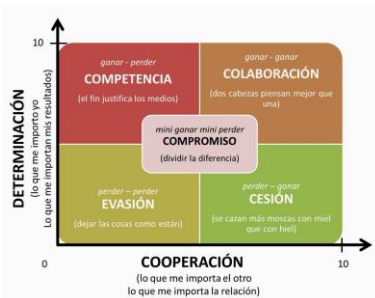 10
DETERMINACIÓN
(lo que me importo yo
Lo que me importan mis resultados)
ganar - perder
COMPETENCIA
(el fin justifica los medios)
ganar - ganar
COLABORACIÓN
(dos cabezas piensan mejor que
una)
mini ganar mini perder
COMPROMISO
(dividir la diferencia)
perder – perder
EVASIÓN
(dejar las cosas como están)
perder – ganar
CESIÓN
(se cazan más moscas con miel
que con hiel)
0
COOPERACIÓN
10
(lo que me importa el otro
lo que me importa la relación)